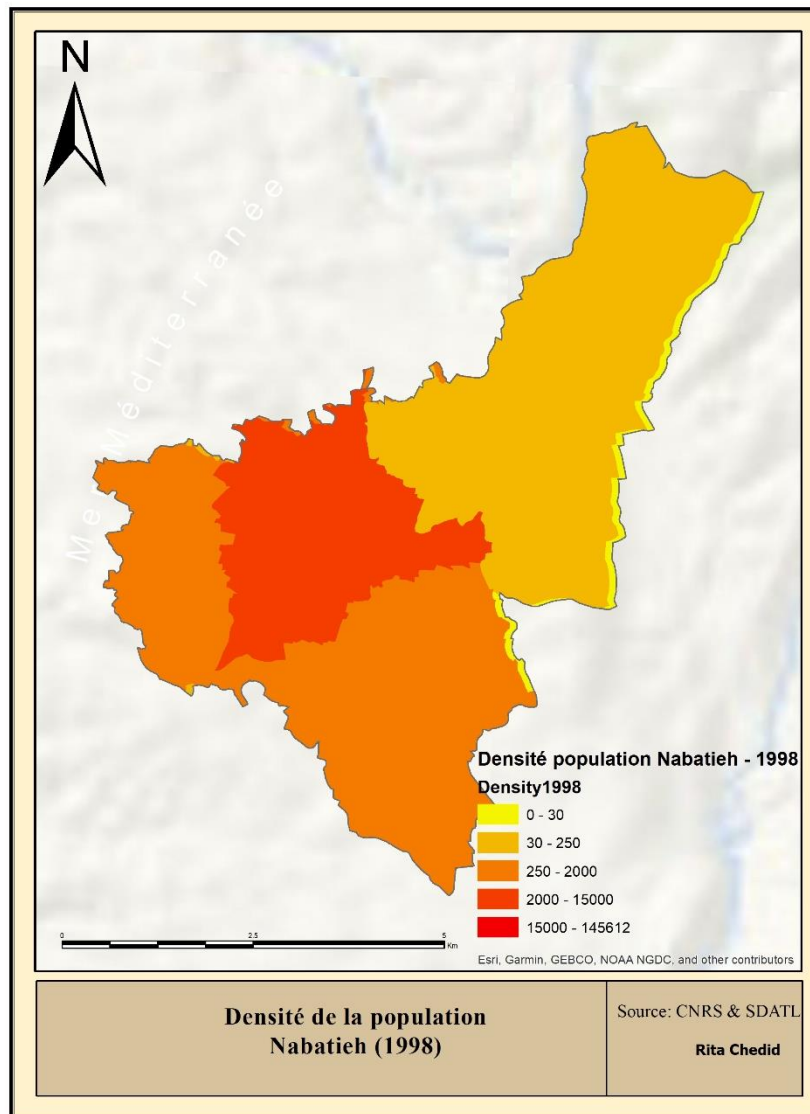 N
Mer Méditerranée
Densité population Nabatieh - 1998
Density1998
0 - 30
30 - 250
250 - 2000
2000 - 15000
15000 - 145612
0 2.5 5
Km
Esri, Garmin, GEBCO, NOAA NGDC, and other contributors
Densité de la population
Nabatieh (1998)
Source: CNRS & SDATL
Rita Chedid